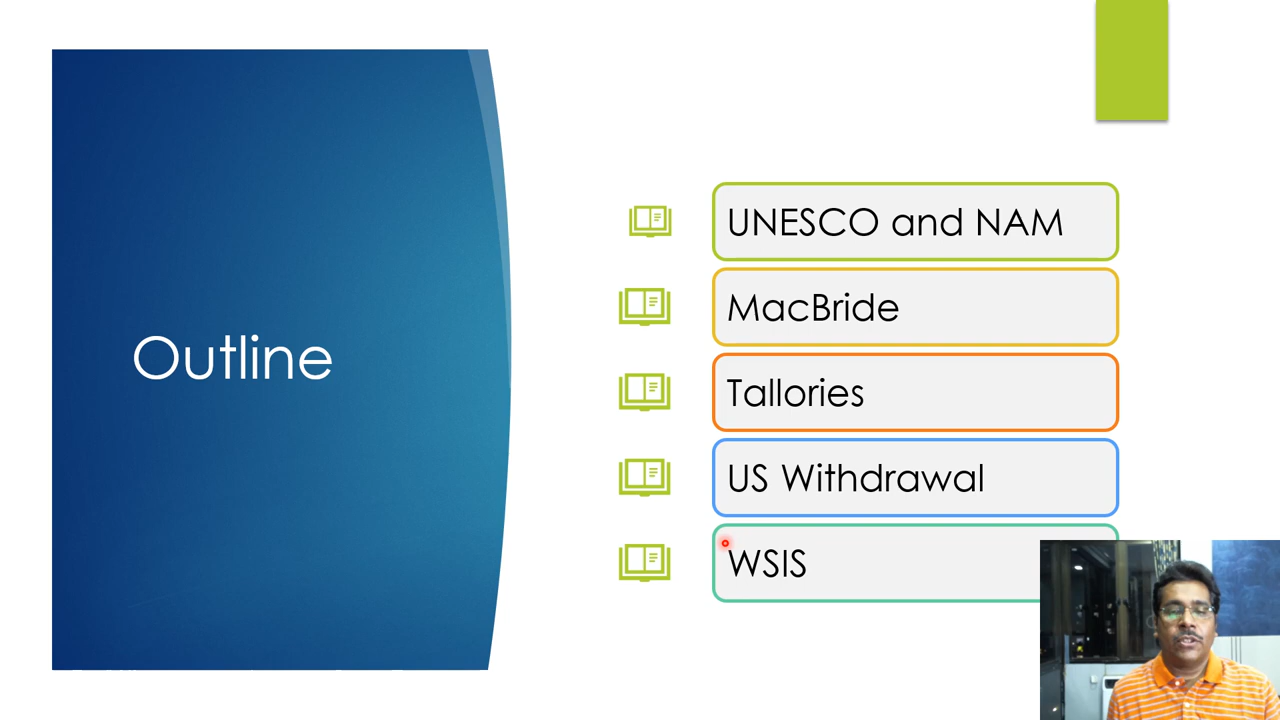 Outline
UNESCO and NAM
MacBride
Tallories
US Withdrawal
WSIS